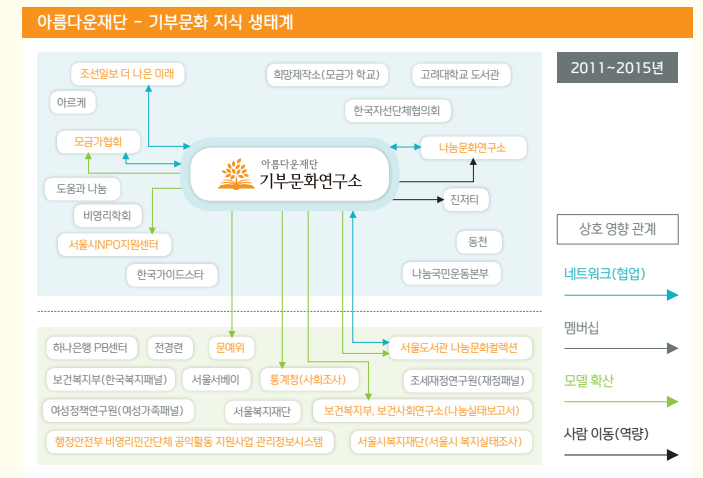 아름다운재단 - 기부문화 지식 생태계
2011~2015년
조선일보 더 나은 미래
희망제작소(모금가 학교)
고려대학교 도서관
아르케
한국자선단체협의회
모금가협회
나눔문화연구소
아름다운재단
기부문화연구소
도움과 나눔
진저티
비영리학회
상호 영향 관계
서울시NPO지원센터
동천
한국가이드스타
나눔국민운동본부
네트워크(협업)
멤버십
하나은행 PB센터
전경련
문예위
서울도서관 나눔문화컬렉션
보건복지부(한국복지패널)
서울서베이
통계청(사회조사)
조세재정연구원(재정패널)
모델 확산
여성정책연구원(여성가족패널)
서울복지재단
보건복지부, 보건사회연구소(나눔실태보고서)
사람 이동(역량)
행정안전부 비영리민간단체 공익활동 지원사업 관리정보시스템
서울시복지재단(서울시 복지실태조사)